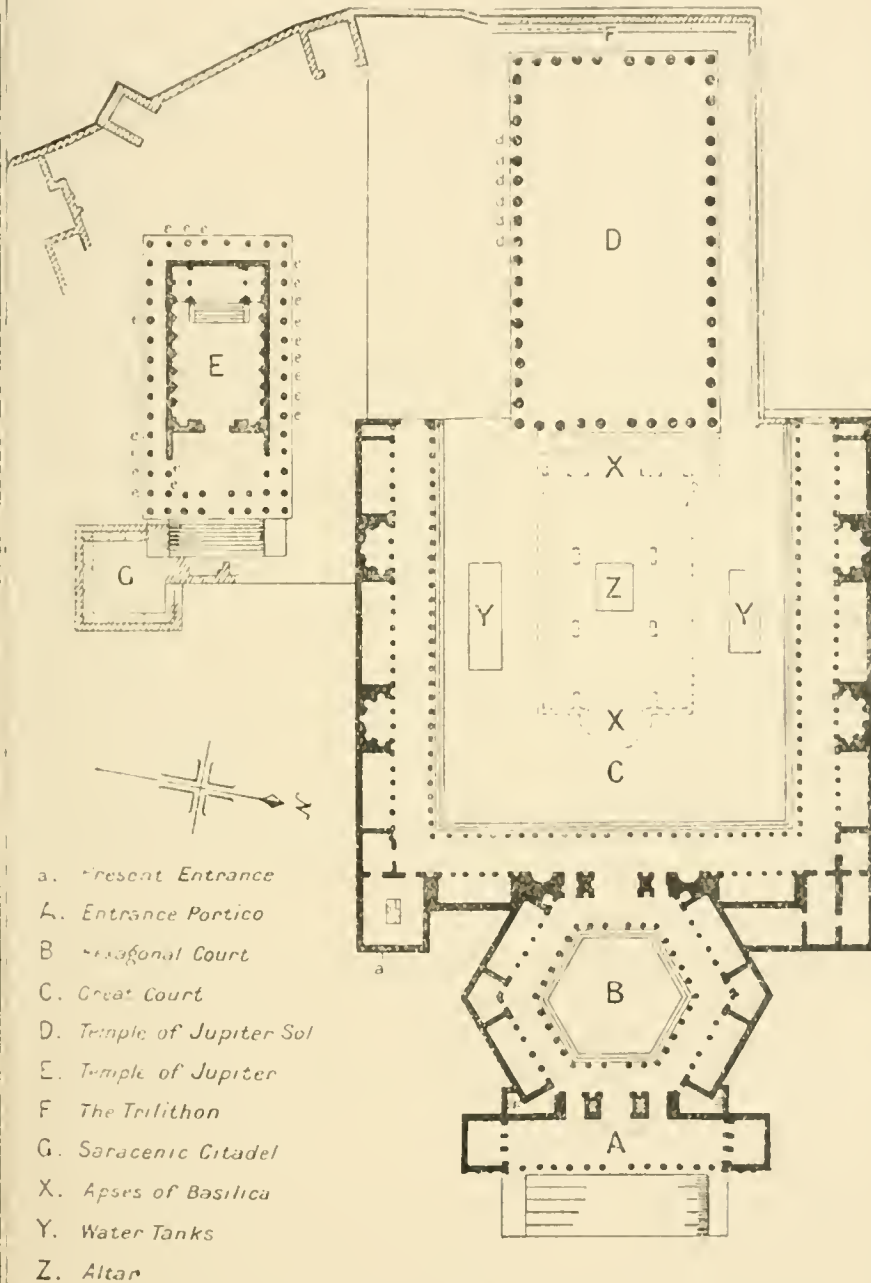 F
d
d
d
d
d
d
D
e e e
e
e
e
e
e
e
e
e
e
E
e
e
e
e
e
X
G
Z
Y
Y
X
C
N
a
B
A
a. Present Entrance
A. Entrance Portico
B Hexagonal Court
C. Great Court
D. Temple of Jupiter Sol
E. Temple of Jupiter
F The Trilithon
G. Saracenic Citadel
X. Apses of Basilica
Y. Water Tanks
Z. Altar